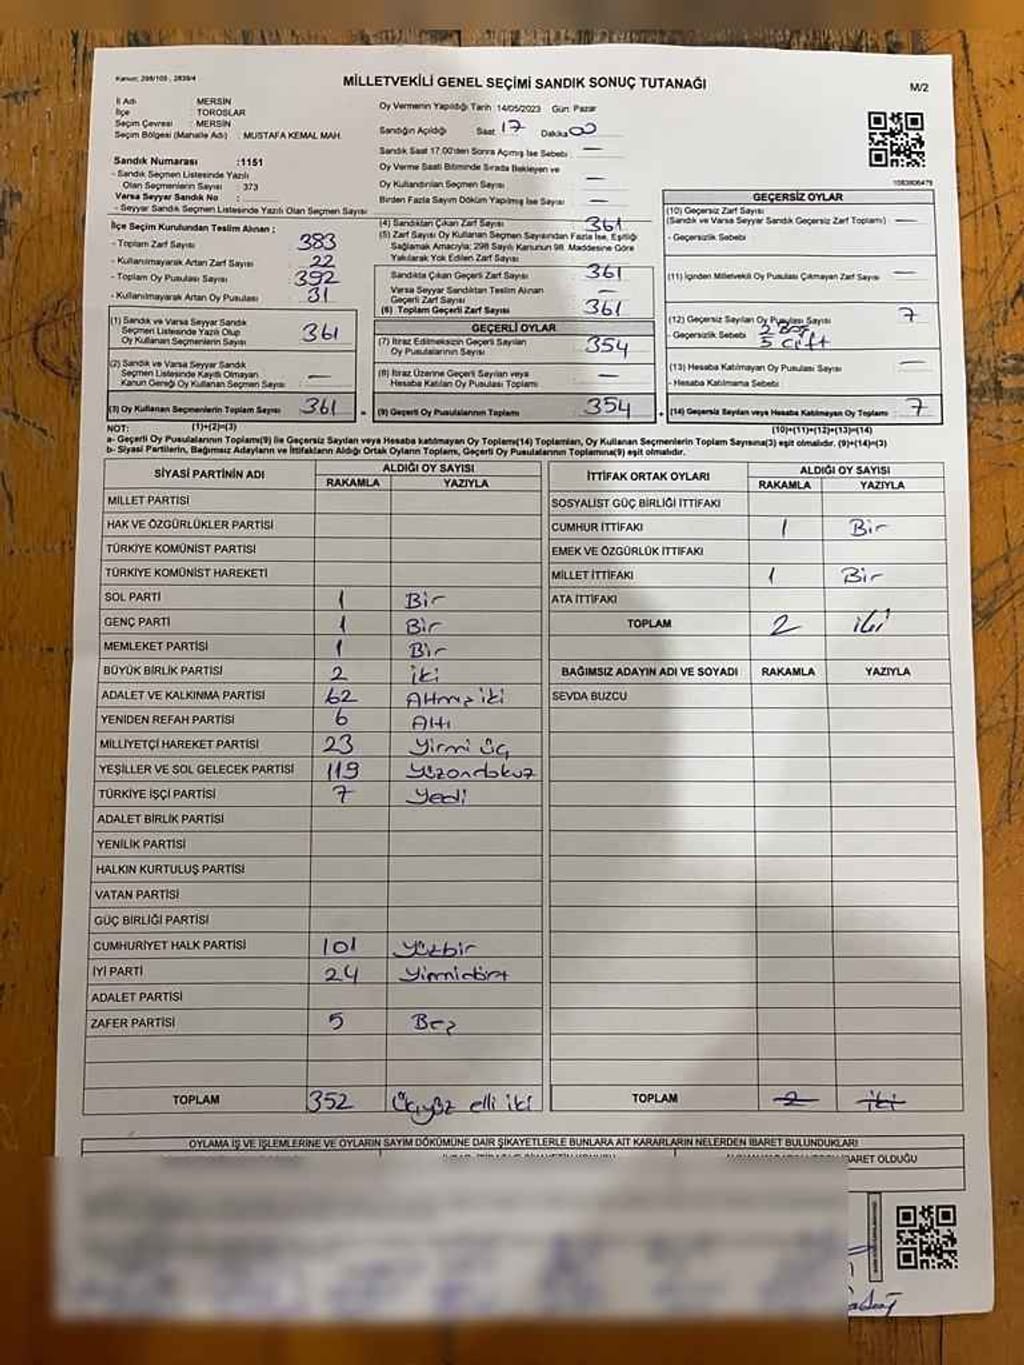 Kanun; 298/105 , 2839/4
MİLLETVEKİLİ GENEL SEÇİMİ SANDIK SONUÇ TUTANAĞI
M/2
İl Adı MERSİN
İlçe TOROSLAR
Seçim Çevresi : MERSİN
Seçim Bölgesi (Mahalle Adı) : MUSTAFA KEMAL MAH.
Oy Vermenin Yapıldığı Tarih :14/05/2023 Gün: Pazar
Sandığın Açıldığı Saat 17 Dakika 00
Sandık Saat 17.00'den Sonra Açmış İse Sebebi : —
Oy Verme Saati Bitiminde Sırada Bekleyen ve
Oy Kullandırılan Seçmen Sayısı —
Birden Fazla Sayım Döküm Yapılmış İse Sayısı —
Sandık Numarası :1151
- Sandık Seçmen Listesinde Yazılı
Olan Seçmenlerin Sayısı : 373
Varsa Seyyar Sandık No :
- Seyyar Sandık Seçmen Listesinde Yazılı Olan Seçmen Sayısı
İlçe Seçim Kurulundan Teslim Alınan ;
- Toplam Zarf Sayısı 383
- Kullanılmayarak Artan Zarf Sayısı 22
- Toplam Oy Pusulası Sayısı 392
- Kullanılmayarak Artan Oy Pusulası 31
(1) Sandık ve Varsa Seyyar Sandık
Seçmen Listesinde Yazılı Olup
Oy Kullanan Seçmenlerin Sayısı : 361
(2) Sandık ve Varsa Seyyar Sandık
Seçmen Listesinde Kayıtlı Olmayan
Kanun Gereği Oy Kullanan Seçmen Sayısı : —
(3) Oy Kullanan Seçmenlerin Toplam Sayısı 361
(4) Sandıktan Çıkan Zarf Sayısı 361
(5) Zarf Sayısı Oy Kullanan Seçmen Sayısından Fazla İse, Eşitliği
Sağlamak Amacıyla; 298 Sayılı Kanunun 98. Maddesine Göre
Yakılarak Yok Edilen Zarf Sayısı
Sandıkta Çıkan Geçerli Zarf Sayısı 361
Varsa Seyyar Sandıktan Teslim Alınan
Geçerli Zarf Sayısı —
(6) Toplam Geçerli Zarf Sayısı 361
GEÇERLİ OYLAR
(7) İtiraz Edilmeksizin Geçerli Sayılan
Oy Pusulalarının Sayısı 354
(8) İtiraz Üzerine Geçerli Sayılan veya
Hesaba Katılan Oy Pusulası Toplamı —
(9) Geçerli Oy Pusulalarının Toplamı 354
1083806479
GEÇERSİZ OYLAR
(10) Geçersiz Zarf Sayısı
(Sandık ve Varsa Seyyar Sandık Geçersiz Zarf Toplamı) —
- Geçersizlik Sebebi
(11) İçinden Milletvekili Oy Pusulası Çıkmayan Zarf Sayısı —
(12) Geçersiz Sayılan Oy Pusulası Sayısı 7
- Geçersizlik Sebebi 2 Boş
5 Çift
(13) Hesaba Katılmayan Oy Pusulası Sayısı —
- Hesaba Katılmama Sebebi
(14) Geçersiz Sayılan veya Hesaba Katılmayan Oy Toplamı 7
NOT: (1)+(2)=(3) (10)+(11)+(12)+(13)=(14)
a- Geçerli Oy Pusulalarının Toplamı(9) ile Geçersiz Sayılan veya Hesaba katılmayan Oy Toplamı(14) Toplamları, Oy Kullanan Seçmenlerin Toplam Sayısına(3) eşit olmalıdır. (9)+(14)=(3)
b- Siyasi Partilerin, Bağımsız Adayların ve İttifakların Aldığı Ortak Oyların Toplamı, Geçerli Oy Pusulalarının Toplamına(9) eşit olmalıdır.
SİYASİ PARTİNİN ADI ALDIĞI OY SAYISI
RAKAMLA YAZIYLA
MİLLET PARTİSİ
HAK VE ÖZGÜRLÜKLER PARTİSİ
TÜRKİYE KOMÜNİST PARTİSİ
TÜRKİYE KOMÜNİST HAREKETİ
SOL PARTİ 1 Bir
GENÇ PARTİ 1 Bir
MEMLEKET PARTİSİ 1 Bir
BÜYÜK BİRLİK PARTİSİ 2 iki
ADALET VE KALKINMA PARTİSİ 62 Altmış iki
YENİDEN REFAH PARTİSİ 6 Altı
MİLLİYETÇİ HAREKET PARTİSİ 23 Yirmi üç
YEŞİLLER VE SOL GELECEK PARTİSİ 119 Yüzondokuz
TÜRKİYE İŞÇİ PARTİSİ 7 Yedi
ADALET BİRLİK PARTİSİ
YENİLİK PARTİSİ
HALKIN KURTULUŞ PARTİSİ
VATAN PARTİSİ
GÜÇ BİRLİĞİ PARTİSİ
CUMHURİYET HALK PARTİSİ 101 Yüzbir
İYİ PARTİ 24 Yirmidört
ADALET PARTİSİ
ZAFER PARTİSİ 5 Beş
TOPLAM 352 Üçyüz elli iki
İTTİFAK ORTAK OYLARI ALDIĞI OY SAYISI
RAKAMLA YAZIYLA
SOSYALİST GÜÇ BİRLİĞİ İTTİFAKI
CUMHUR İTTİFAKI 1 Bir
EMEK VE ÖZGÜRLÜK İTTİFAKI
MİLLET İTTİFAKI 1 Bir
ATA İTTİFAKI
TOPLAM 2 iki
BAĞIMSIZ ADAYIN ADI VE SOYADI RAKAMLA YAZIYLA
SEVDA BUZCU
TOPLAM 2 iki
OYLAMA İŞ VE İŞLEMLERİNE VE OYLARIN SAYIM DÖKÜMÜNE DAİR ŞİKAYETLERLE BUNLARA AİT KARARLARIN NELERDEN İBARET BULUNDUKLARI
İBARET OLDUĞU